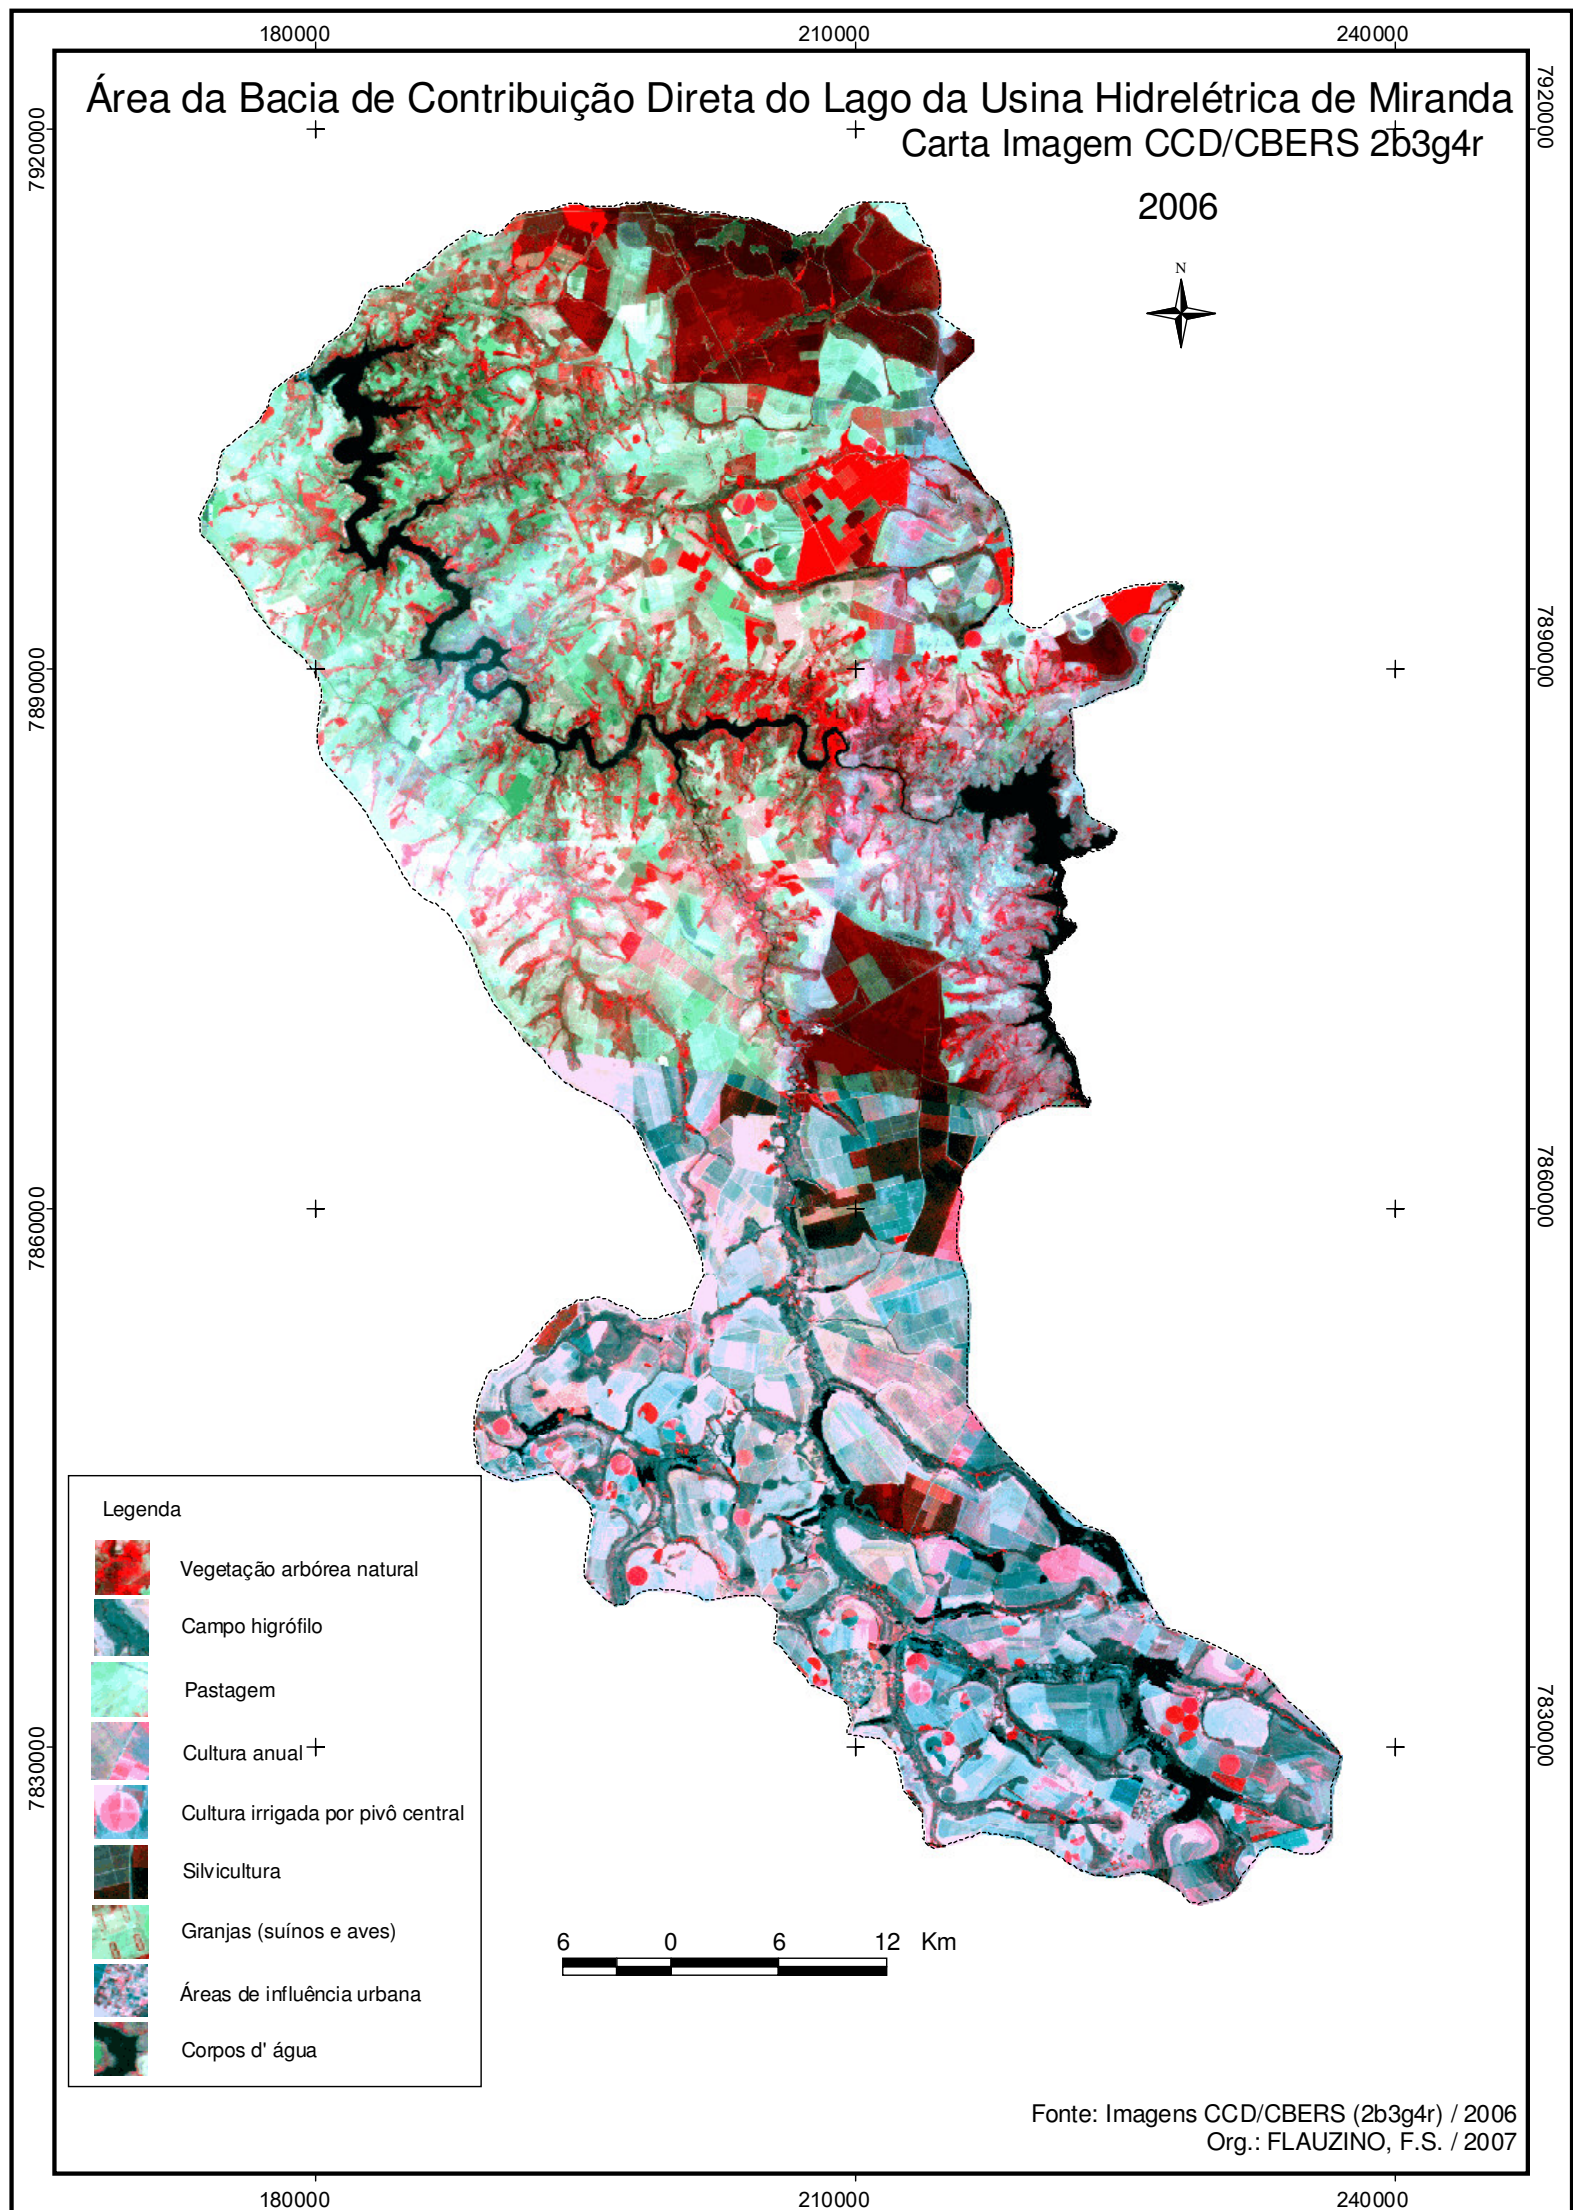 180000 210000 240000
Área da Bacia de Contribuição Direta do Lago da Usina Hidrelétrica de Miranda
Carta Imagem CCD/CBERS 2b3g4r
2006
N
7920000 7920000
7890000 7890000
7860000 7860000
7830000 7830000
Legenda
Vegetação arbórea natural
Campo higrófilo
Pastagem
Cultura anual
Cultura irrigada por pivô central
Silvicultura
Granjas (suínos e aves)
Áreas de influência urbana
Corpos d' água
6 0 6 12 Km
Fonte: Imagens CCD/CBERS (2b3g4r) / 2006
Org.: FLAUZINO, F.S. / 2007
180000 210000 240000